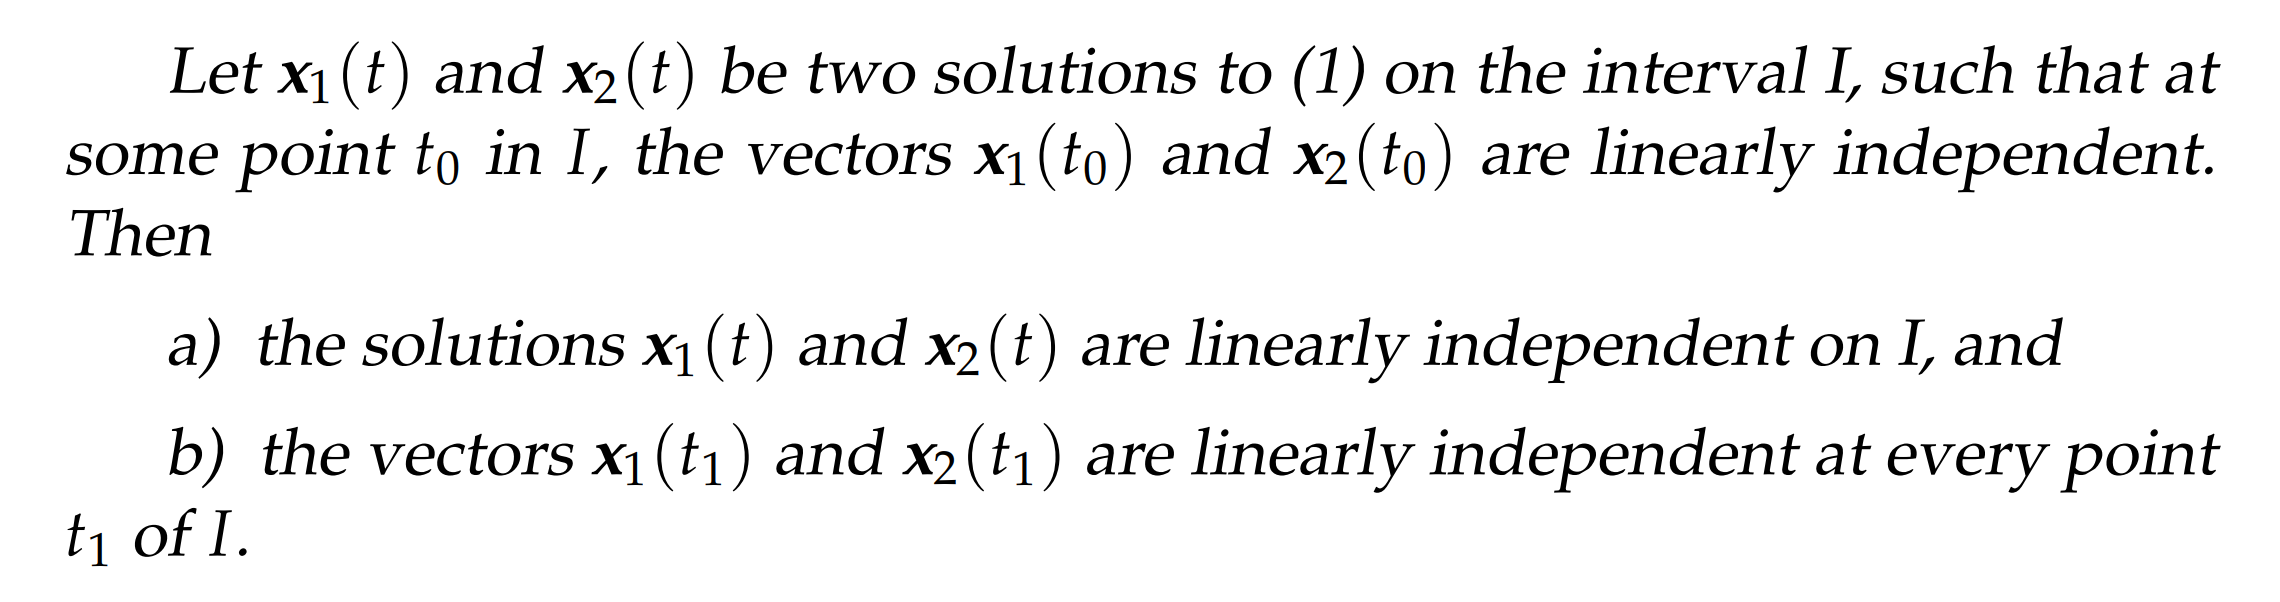 Let x₁(t) and x₂(t) be two solutions to (1) on the interval I, such that at
some point t₀ in I, the vectors x₁(t₀) and x₂(t₀) are linearly independent.
Then
a) the solutions x₁(t) and x₂(t) are linearly independent on I, and
b) the vectors x₁(t₁) and x₂(t₁) are linearly independent at every point
t₁ of I.